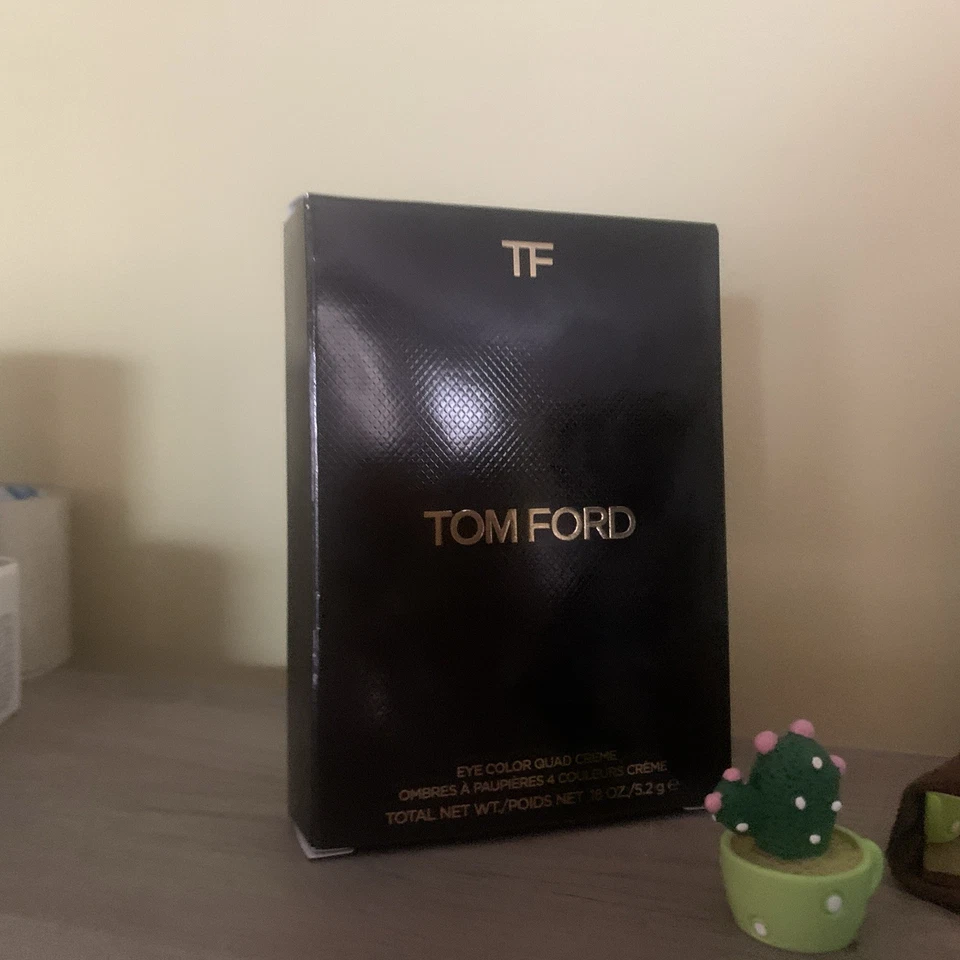 TF
TOM FORD
EYE COLOR QUAD CRÈME
OMBRES À PAUPIÈRES 4 COULEURS CRÈME
TOTAL NET WT./POIDS NET .18 OZ./5.2 g ℮